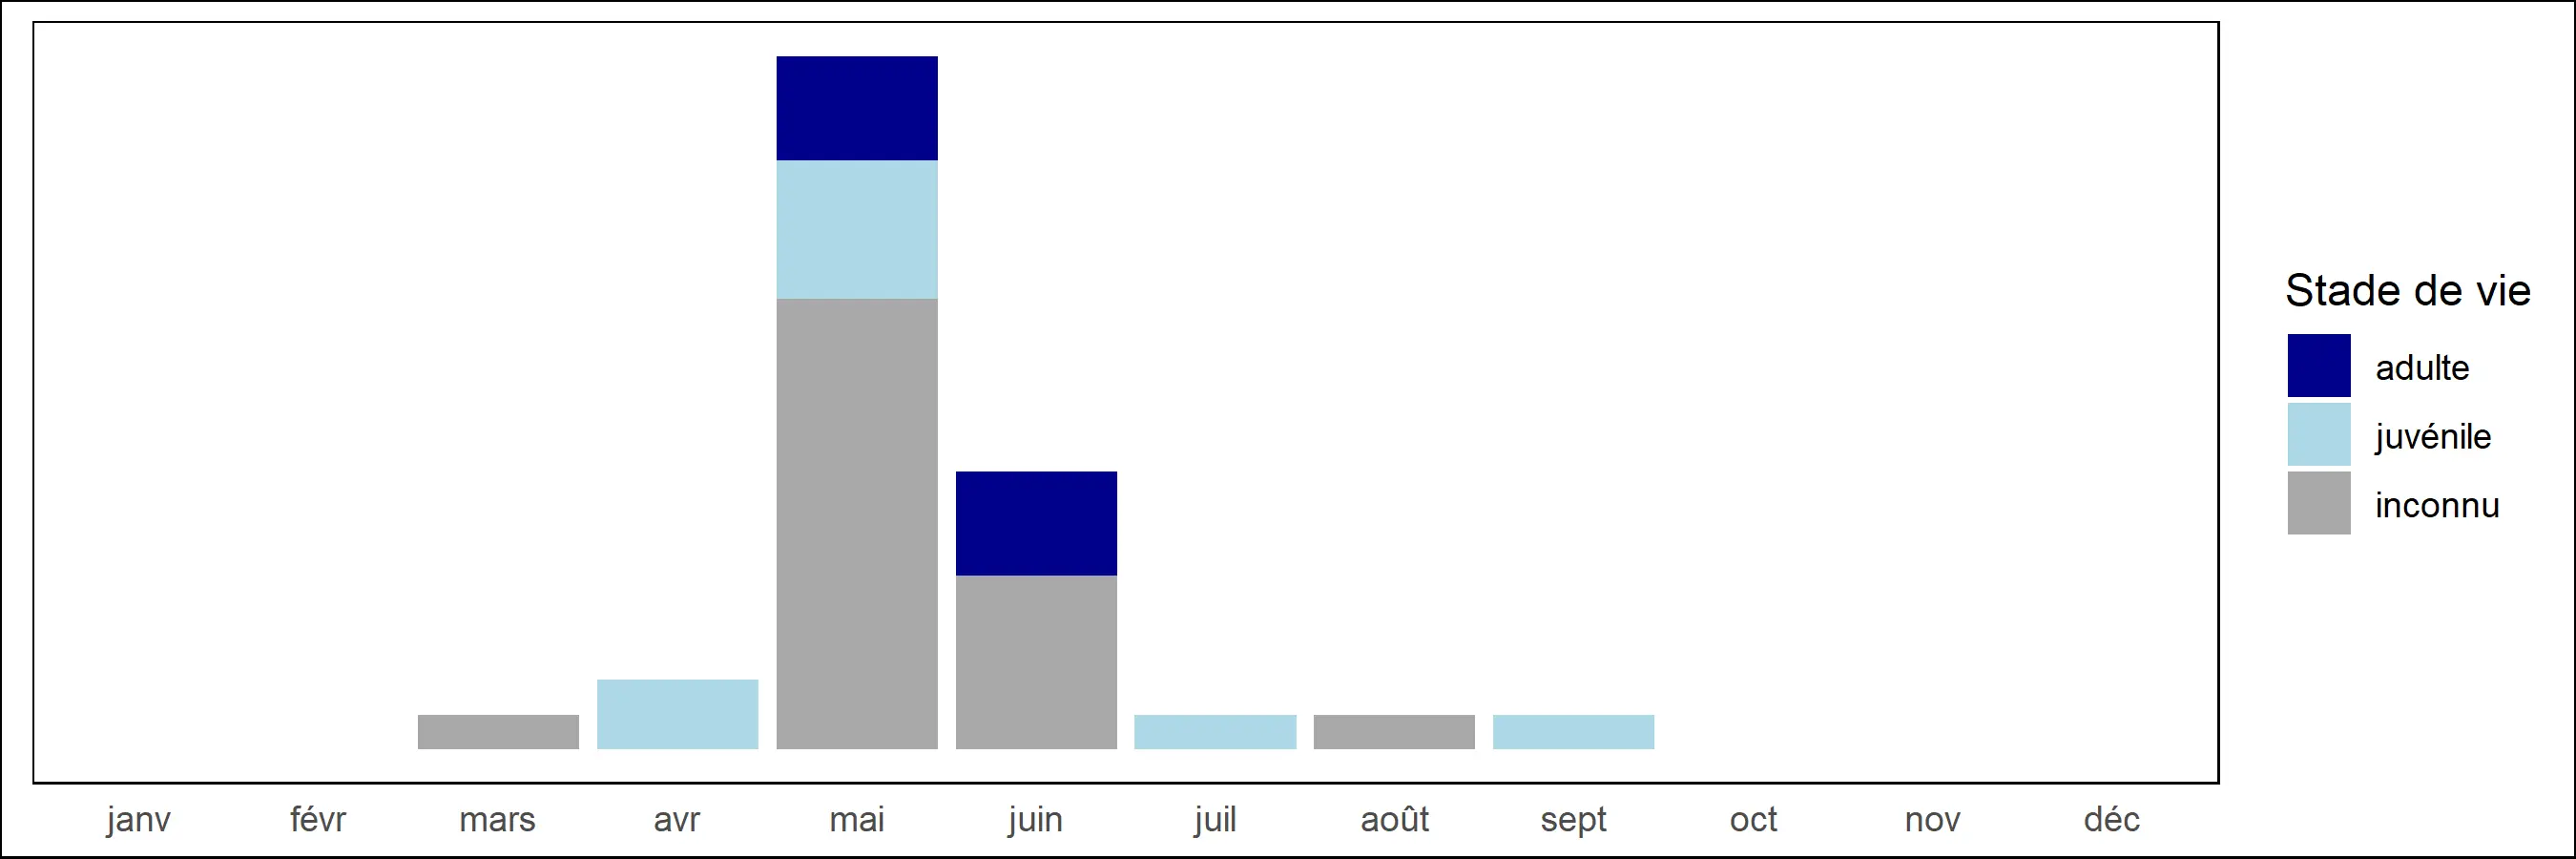 Stade de vie
adulte
juvénile
inconnu
janv févr mars avr mai juin juil août sept oct nov déc